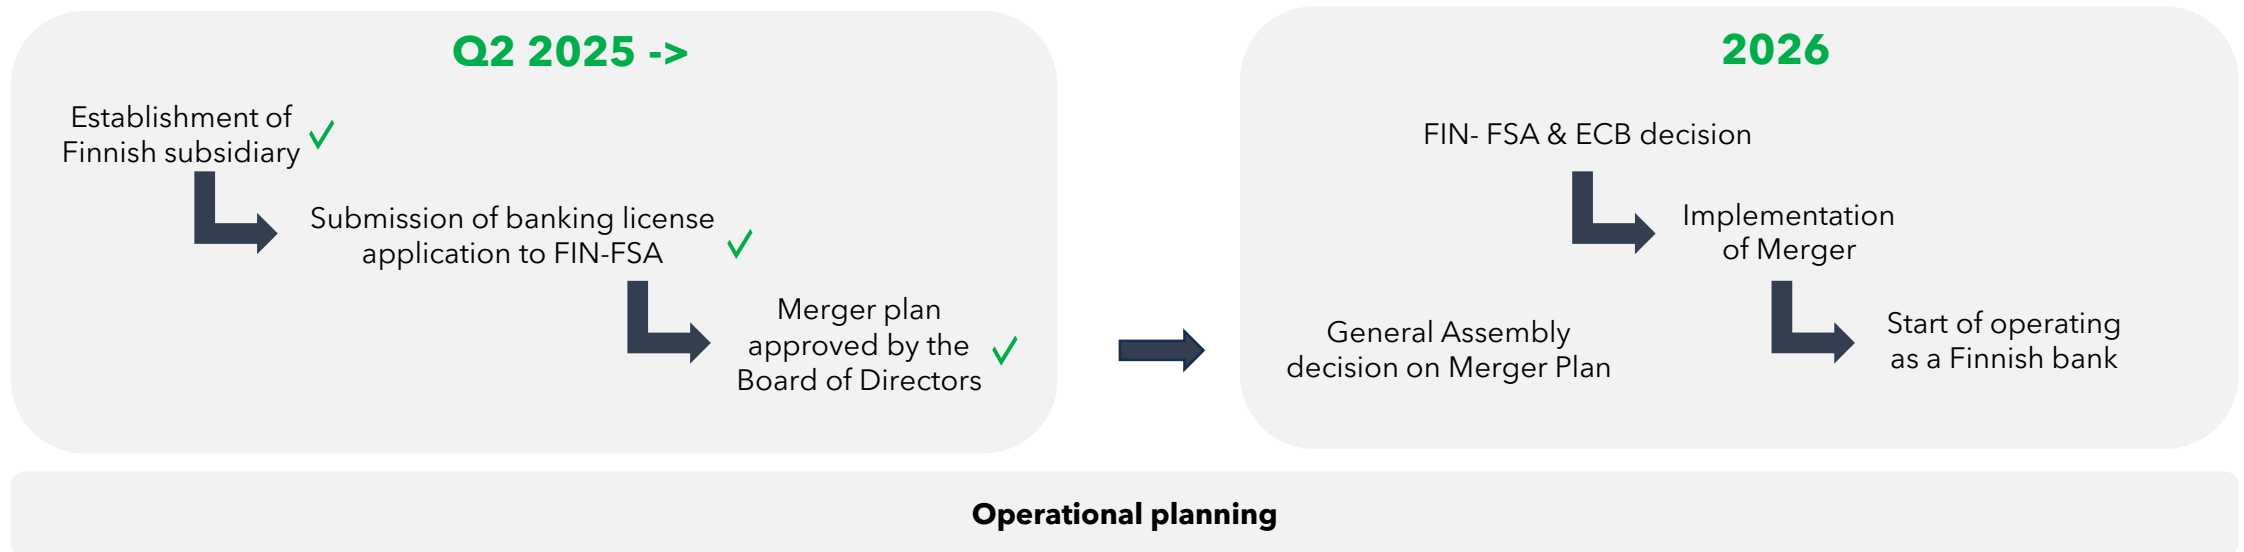 Q2 2025 ->
Establishment of
Finnish subsidiary
Submission of banking license
application to FIN-FSA
Merger plan
approved by the
Board of Directors
2026
FIN- FSA & ECB decision
Implementation
of Merger
General Assembly
decision on Merger Plan
Start of operating
as a Finnish bank
Operational planning